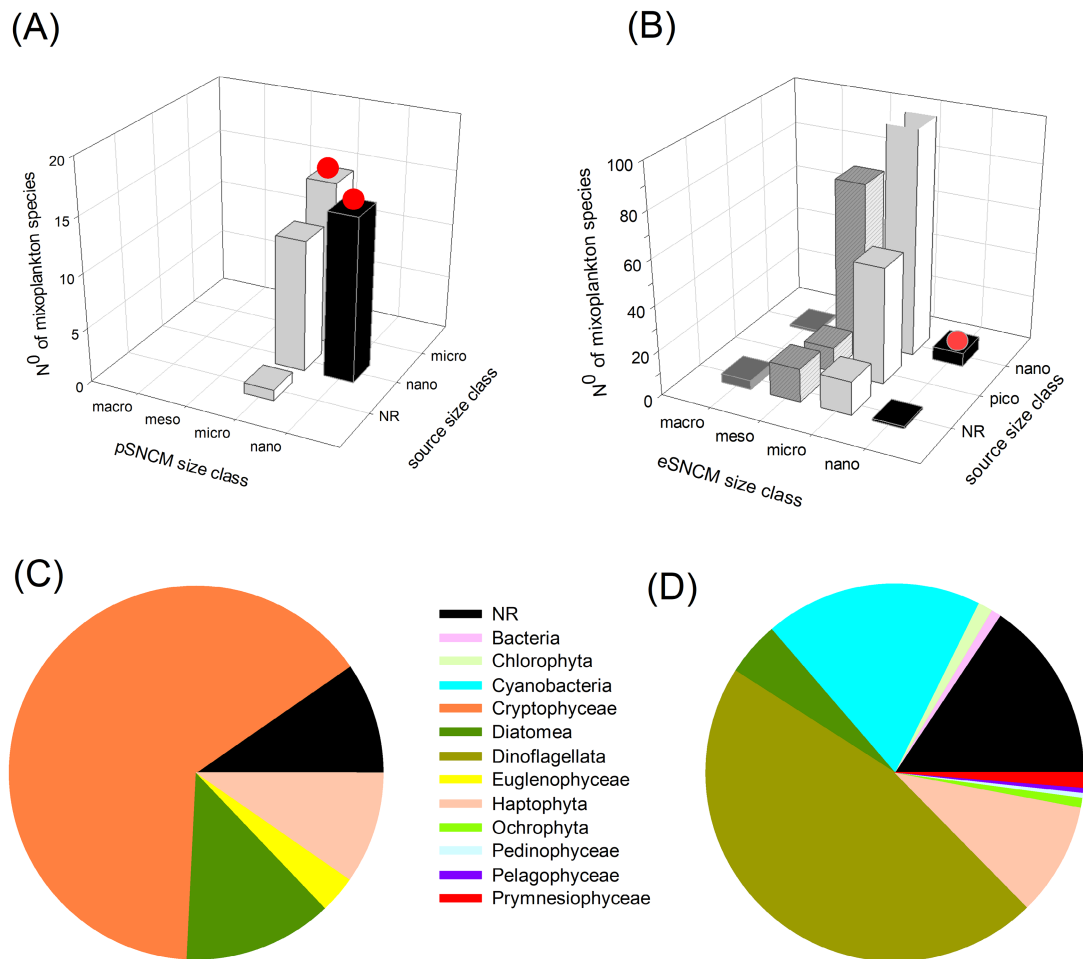 (A)
20
15
10
5
0
N⁰ of mixoplankton species
macro
meso
micro
nano
pSNCM size class
NR
nano
micro
source size class
(B)
100
80
60
40
20
0
N⁰ of mixoplankton species
macro
meso
micro
nano
eSNCM size class
NR
pico
nano
source size class
(C)
NR
Bacteria
Chlorophyta
Cyanobacteria
Cryptophyceae
Diatomea
Dinoflagellata
Euglenophyceae
Haptophyta
Ochrophyta
Pedinophyceae
Pelagophyceae
Prymnesiophyceae
(D)